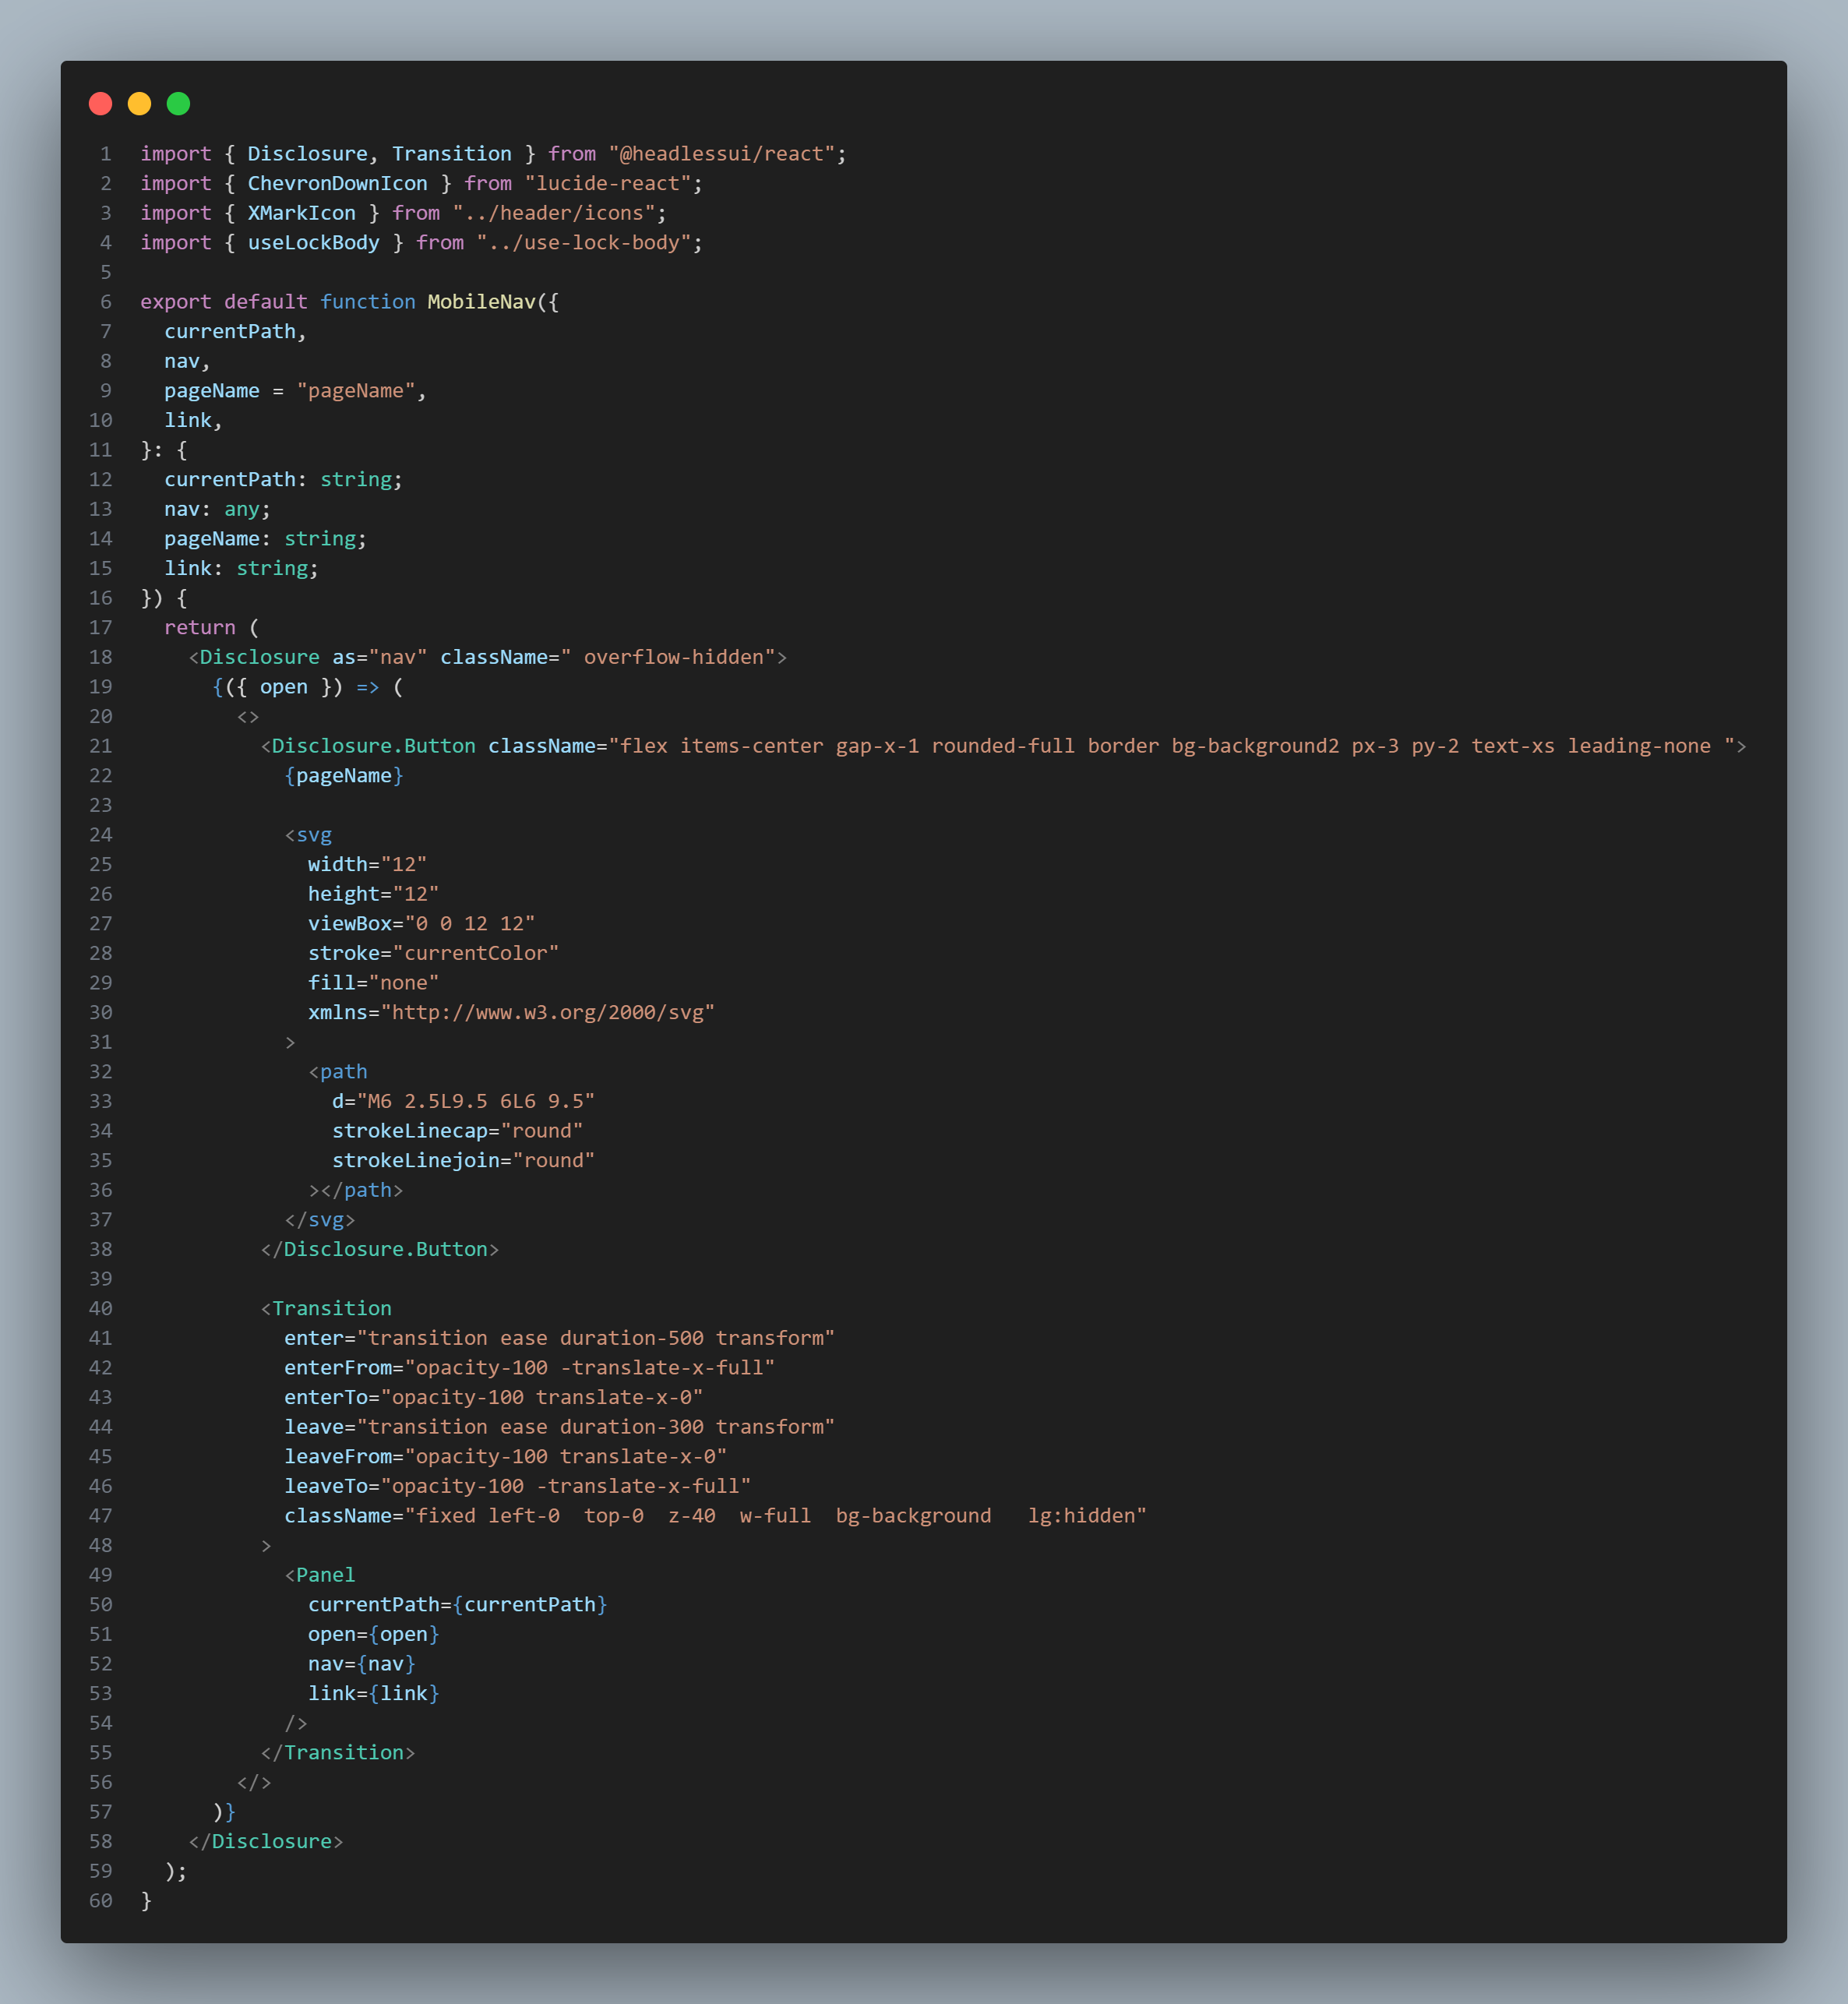 1 import { Disclosure, Transition } from "@headlessui/react";
2 import { ChevronDownIcon } from "lucide-react";
3 import { XMarkIcon } from "../header/icons";
4 import { useLockBody } from "../use-lock-body";
5
6 export default function MobileNav({
7   currentPath,
8   nav,
9   pageName = "pageName",
10   link,
11 }: {
12   currentPath: string;
13   nav: any;
14   pageName: string;
15   link: string;
16 }) {
17   return (
18     <Disclosure as="nav" className=" overflow-hidden">
19       {({ open }) => (
20         <>
21           <Disclosure.Button className="flex items-center gap-x-1 rounded-full border bg-background2 px-3 py-2 text-xs leading-none ">
22             {pageName}
23
24             <svg
25               width="12"
26               height="12"
27               viewBox="0 0 12 12"
28               stroke="currentColor"
29               fill="none"
30               xmlns="http://www.w3.org/2000/svg"
31             >
32               <path
33                 d="M6 2.5L9.5 6L6 9.5"
34                 strokeLinecap="round"
35                 strokeLinejoin="round"
36               ></path>
37             </svg>
38           </Disclosure.Button>
39
40           <Transition
41             enter="transition ease duration-500 transform"
42             enterFrom="opacity-100 -translate-x-full"
43             enterTo="opacity-100 translate-x-0"
44             leave="transition ease duration-300 transform"
45             leaveFrom="opacity-100 translate-x-0"
46             leaveTo="opacity-100 -translate-x-full"
47             className="fixed left-0  top-0  z-40  w-full  bg-background   lg:hidden"
48           >
49             <Panel
50               currentPath={currentPath}
51               open={open}
52               nav={nav}
53               link={link}
54             />
55           </Transition>
56         </>
57       )}
58     </Disclosure>
59   );
60 }